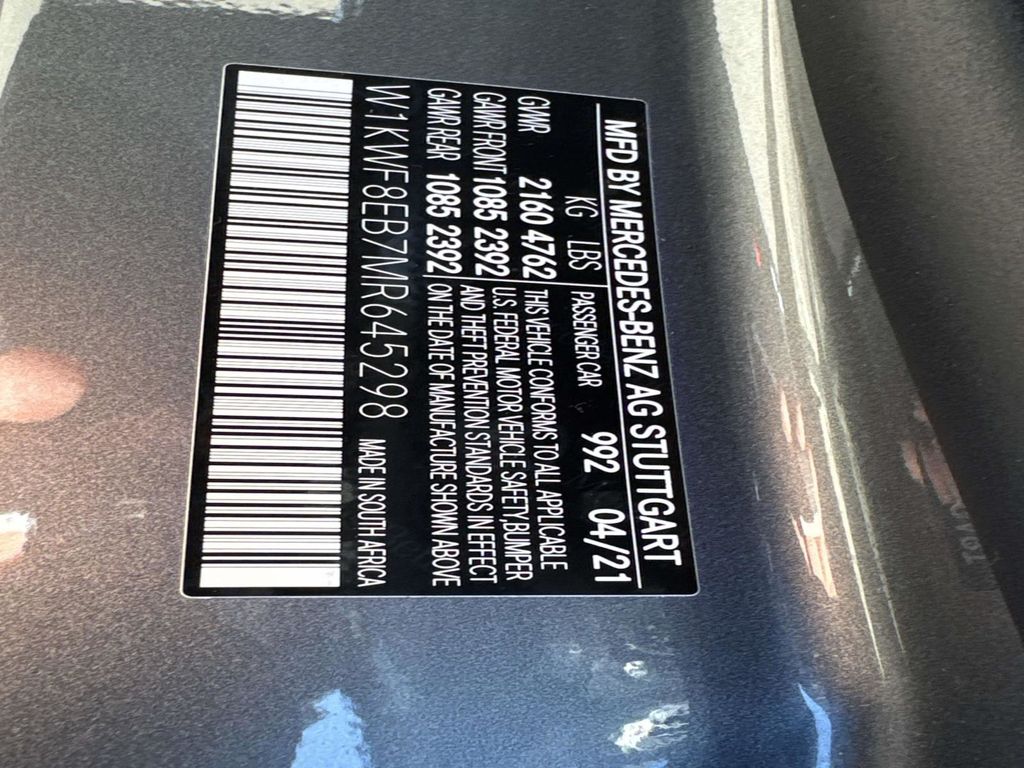 MFD BY MERCEDES-BENZ AG STUTTGART
992 04/21
KG LBS PASSENGER CAR
GVWR 2160 4762 THIS VEHICLE CONFORMS TO ALL APPLICABLE
U.S. FEDERAL MOTOR VEHICLE SAFETY,BUMPER
GAWR FRONT 1085 2392 AND THEFT PREVENTION STANDARDS IN EFFECT
GAWR REAR 1085 2392 ON THE DATE OF MANUFACTURE SHOWN ABOVE
W1KWF8EB7MR645298 MADE IN SOUTH AFRICA